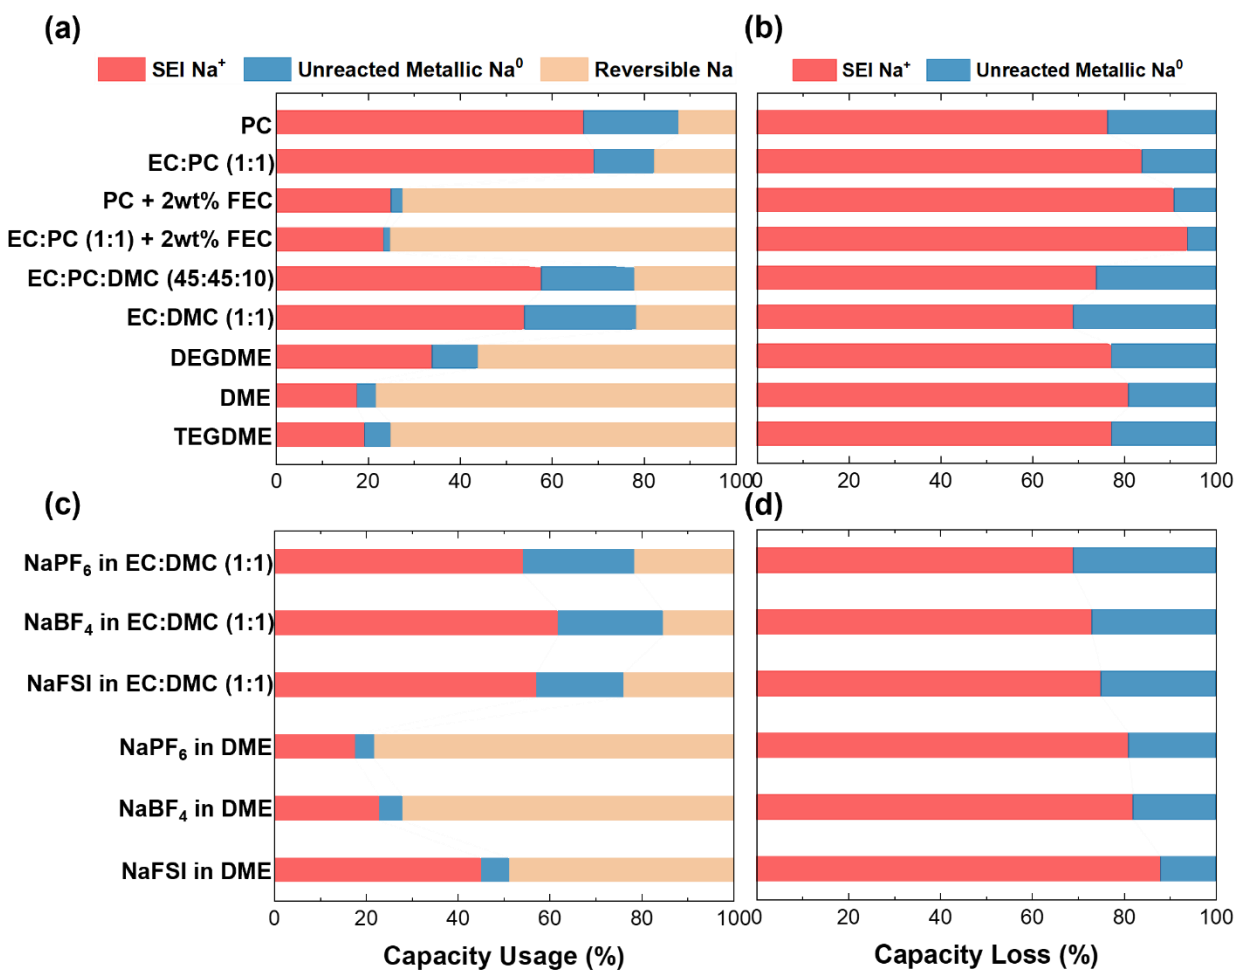 (a)
SEI Na⁺ Unreacted Metallic Na⁰ Reversible Na
PC
EC:PC (1:1)
PC + 2wt% FEC
EC:PC (1:1) + 2wt% FEC
EC:PC:DMC (45:45:10)
EC:DMC (1:1)
DEGDME
DME
TEGDME
0 20 40 60 80 100
(b)
SEI Na⁺ Unreacted Metallic Na⁰
0 20 40 60 80 100
(c)
NaPF₆ in EC:DMC (1:1)
NaBF₄ in EC:DMC (1:1)
NaFSI in EC:DMC (1:1)
NaPF₆ in DME
NaBF₄ in DME
NaFSI in DME
0 20 40 60 80 100
Capacity Usage (%)
(d)
0 20 40 60 80 100
Capacity Loss (%)